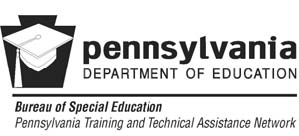 pennsylvania
DEPARTMENT OF EDUCATION
Bureau of Special Education
Pennsylvania Training and Technical Assistance Network